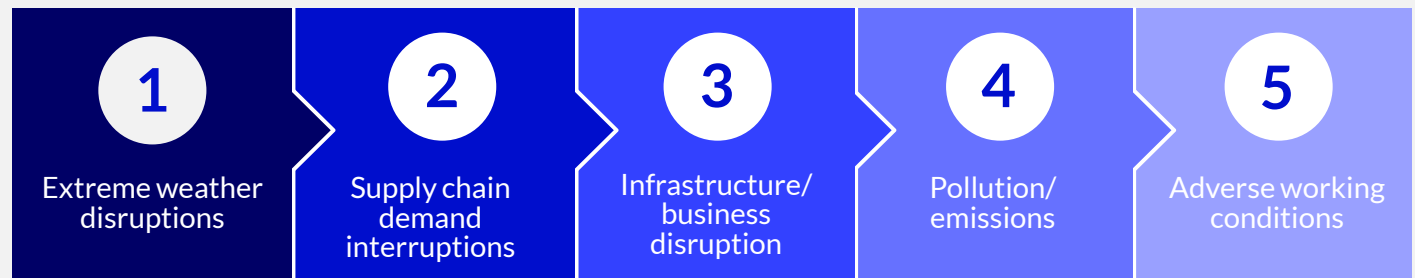 1
Extreme weather
disruptions
2
Supply chain
demand
interruptions
3
Infrastructure/
business
disruption
4
Pollution/
emissions
5
Adverse working
conditions